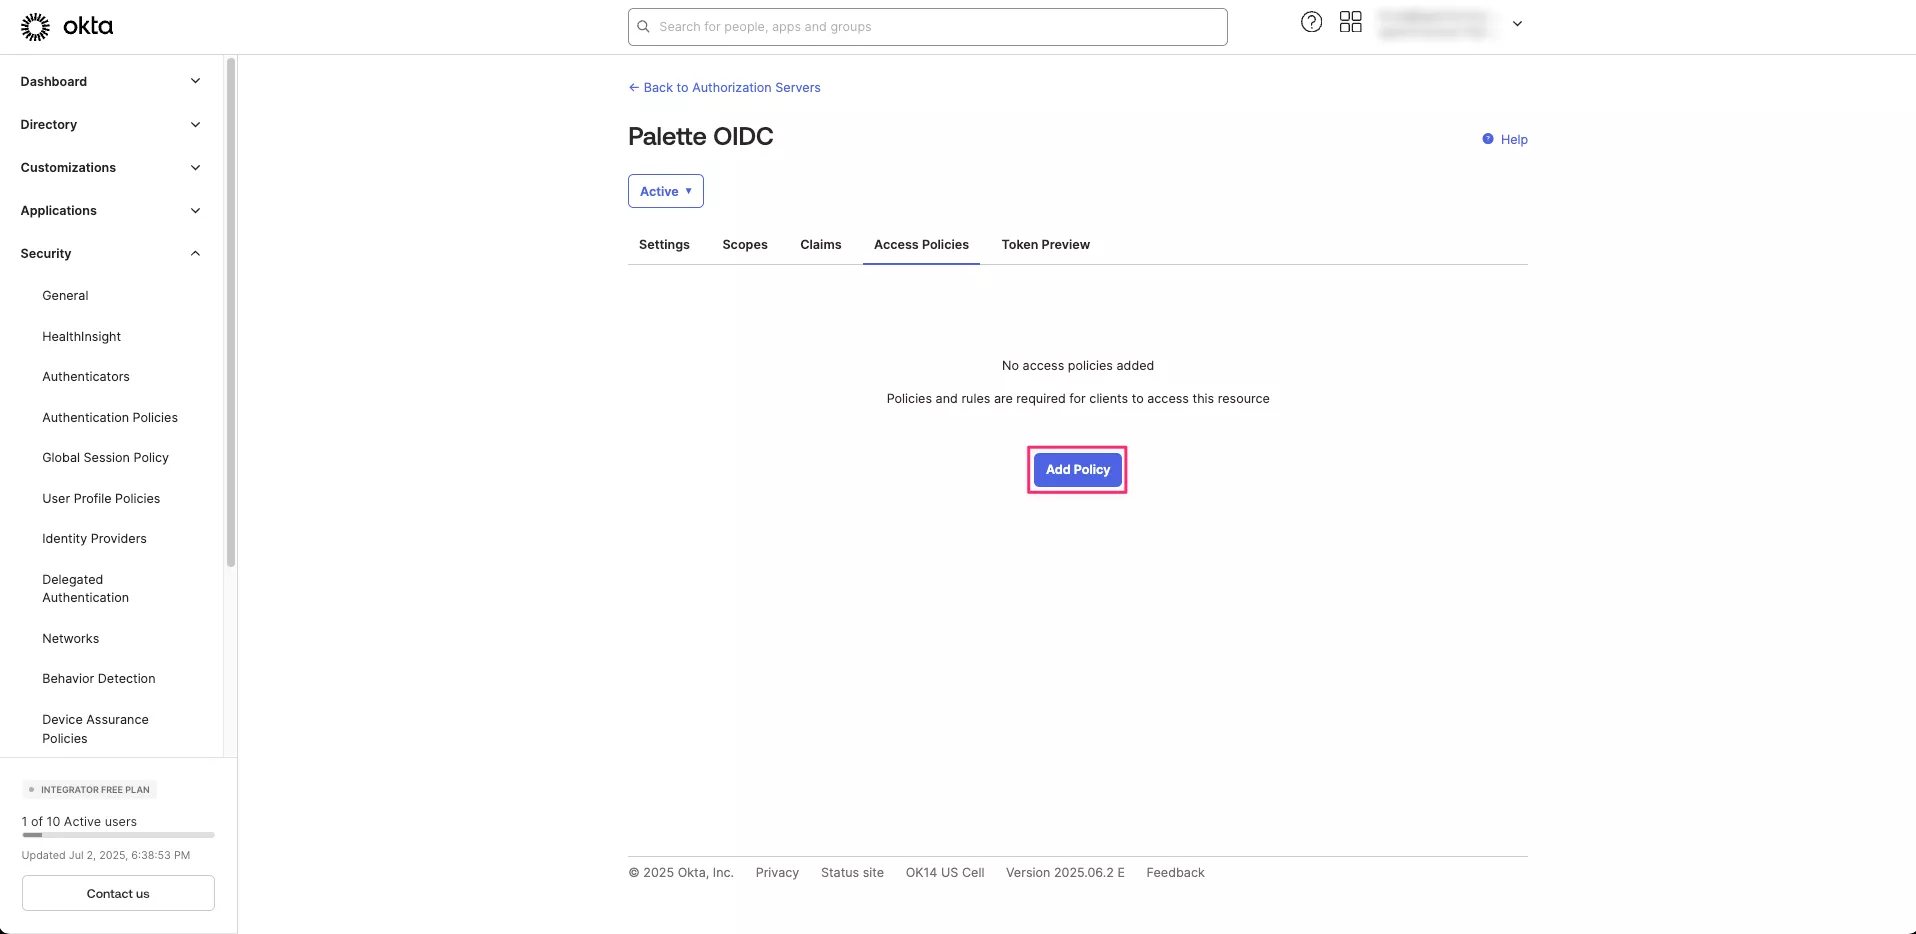 okta
Search for people, apps and groups
Dashboard
Directory
Customizations
Applications
Security
General
HealthInsight
Authenticators
Authentication Policies
Global Session Policy
User Profile Policies
Identity Providers
Delegated
Authentication
Networks
Behavior Detection
Device Assurance
Policies
INTEGRATOR FREE PLAN
1 of 10 Active users
Updated Jul 2, 2025, 6:38:53 PM
Contact us
← Back to Authorization Servers
Palette OIDC
Help
Active
Settings Scopes Claims Access Policies Token Preview
No access policies added
Policies and rules are required for clients to access this resource
Add Policy
© 2025 Okta, Inc. Privacy Status site OK14 US Cell Version 2025.06.2 E Feedback